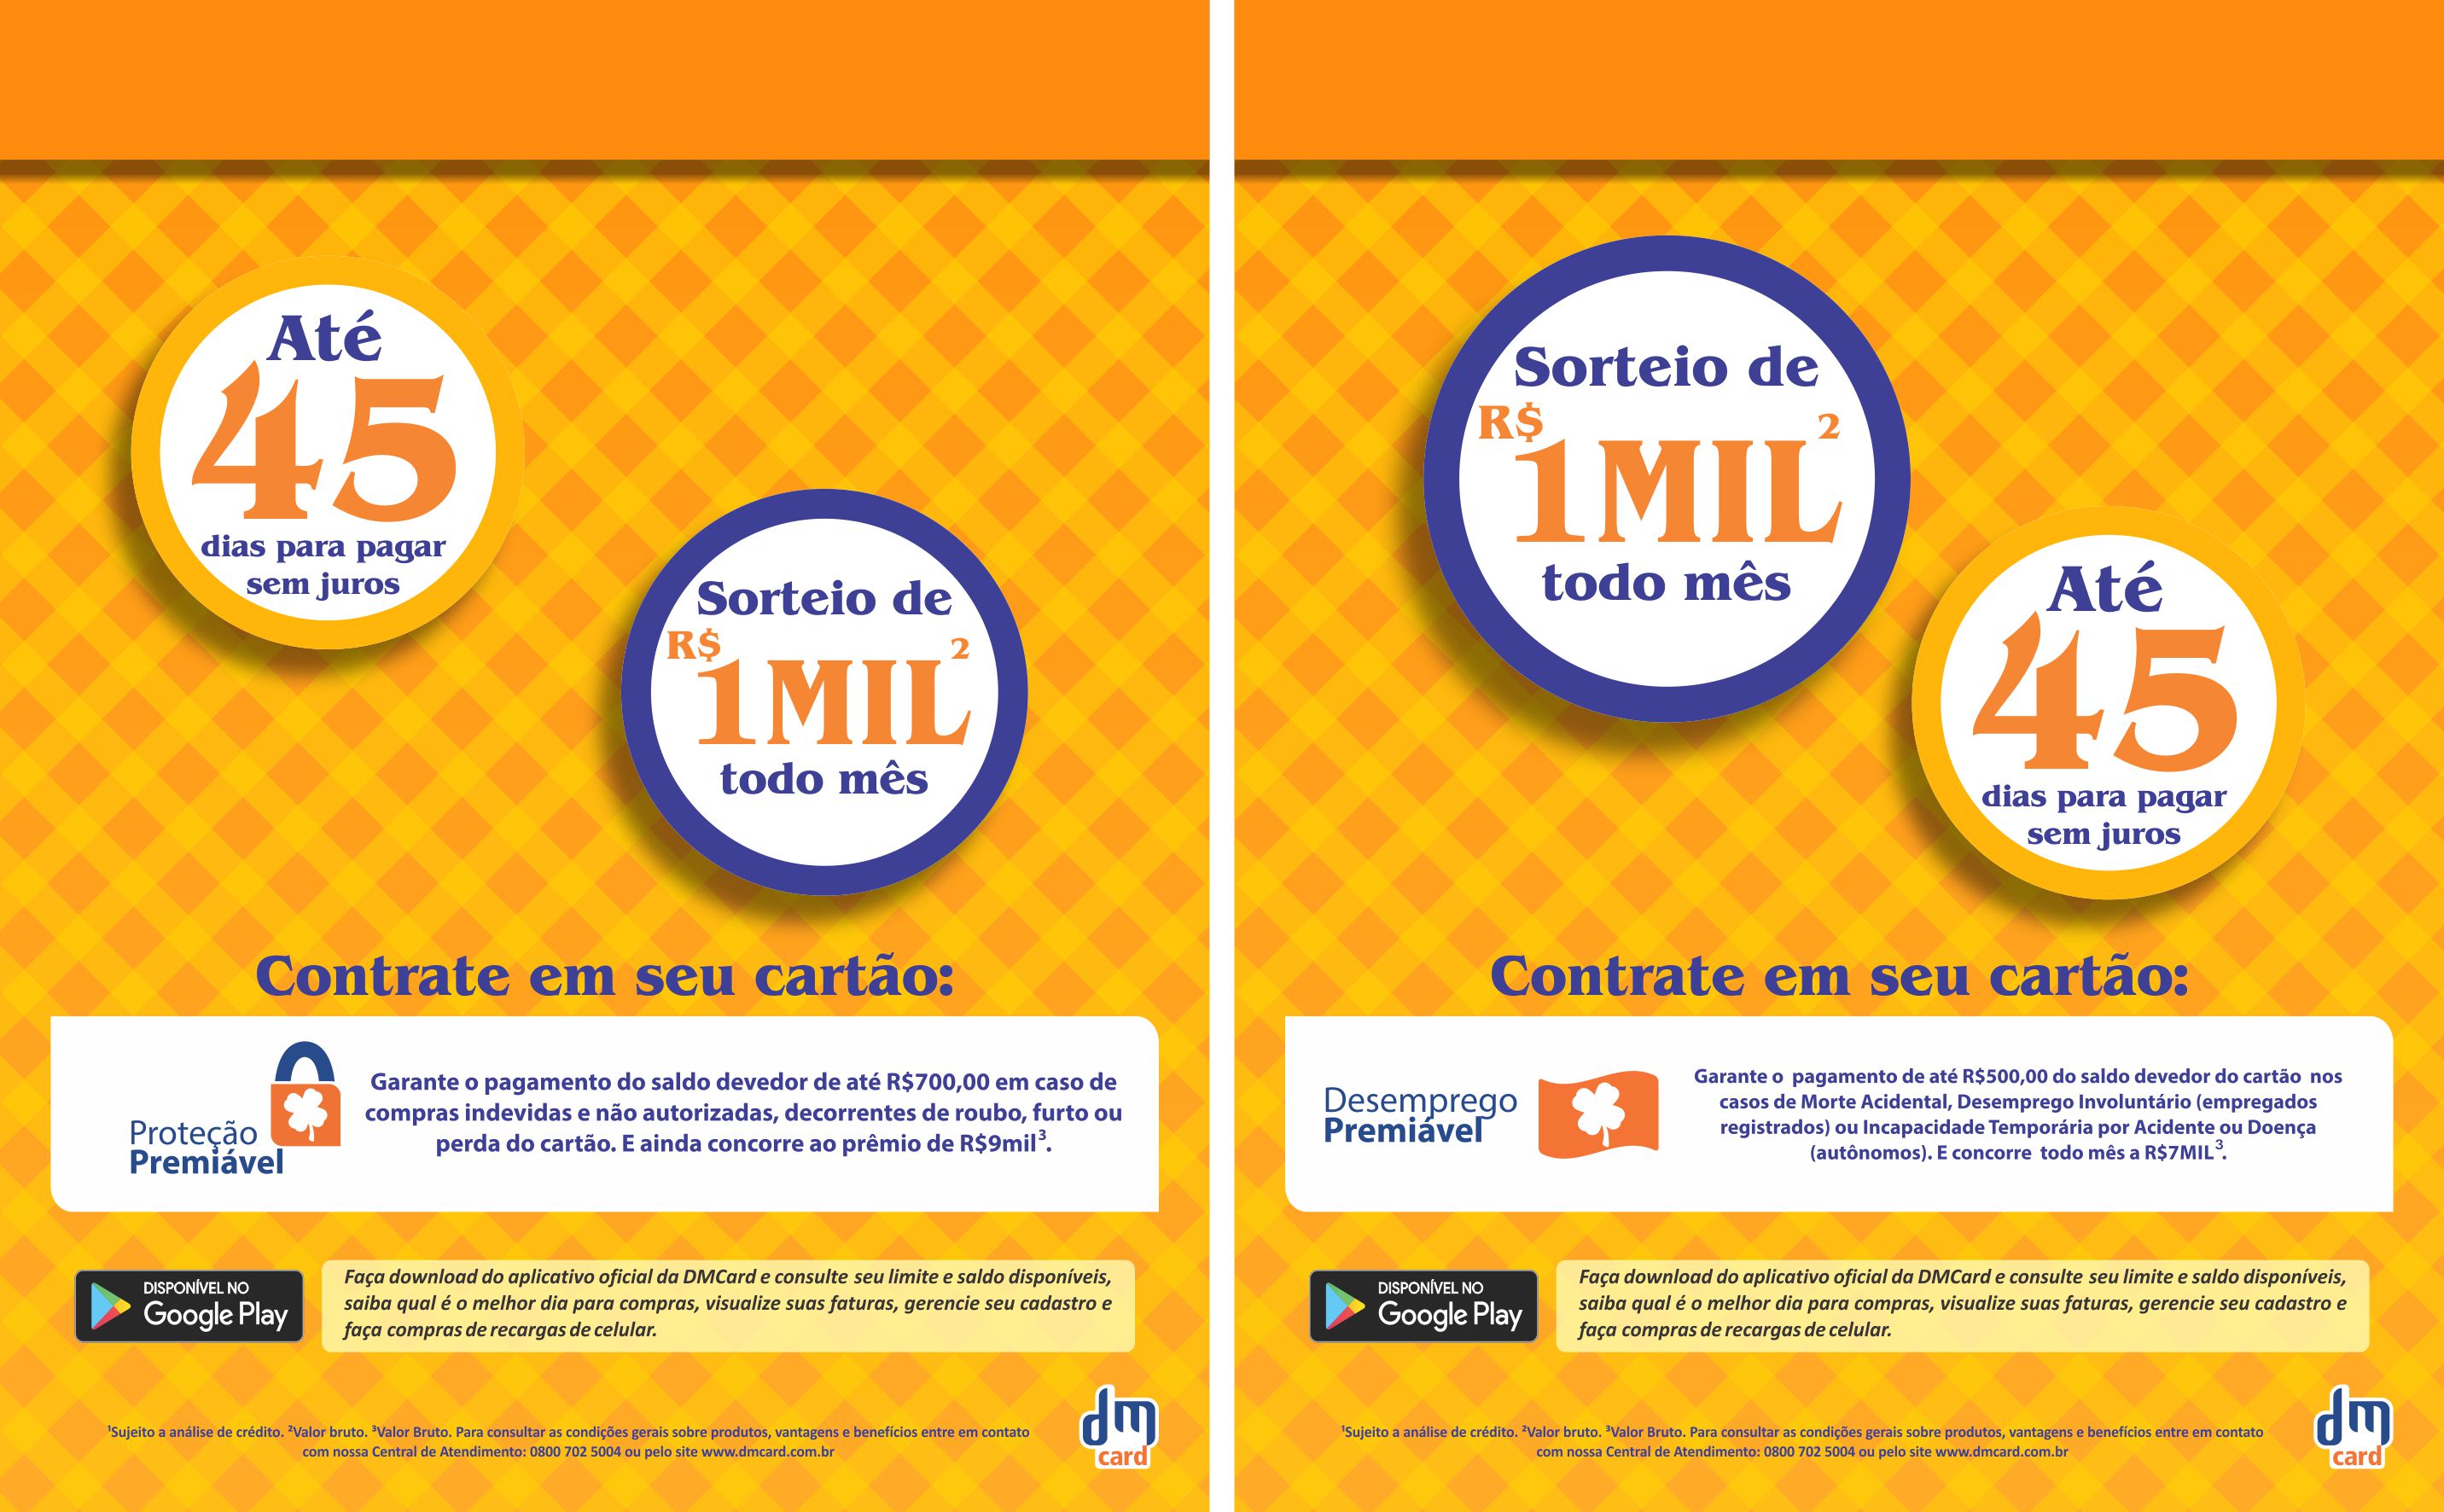 Até
45
dias para pagar
sem juros
Sorteio de
R$ 1MIL²
todo mês
Contrate em seu cartão:
Proteção
Premiável
Garante o pagamento do saldo devedor de até R$700,00 em caso de
compras indevidas e não autorizadas, decorrentes de roubo, furto ou
perda do cartão. E ainda concorre ao prêmio de R$9mil³.
DISPONÍVEL NO
Google Play
Faça download do aplicativo oficial da DMCard e consulte seu limite e saldo disponíveis,
saiba qual é o melhor dia para compras, visualize suas faturas, gerencie seu cadastro e
faça compras de recargas de celular.
¹Sujeito a análise de crédito. ²Valor bruto. ³Valor Bruto. Para consultar as condições gerais sobre produtos, vantagens e benefícios entre em contato
com nossa Central de Atendimento: 0800 702 5004 ou pelo site www.dmcard.com.br
dm
card
Sorteio de
R$ 1MIL²
todo mês
Até
45
dias para pagar
sem juros
Contrate em seu cartão:
Desemprego
Premiável
Garante o pagamento de até R$500,00 do saldo devedor do cartão nos
casos de Morte Acidental, Desemprego Involuntário (empregados
registrados) ou Incapacidade Temporária por Acidente ou Doença
(autônomos). E concorre todo mês a R$7MIL³.
DISPONÍVEL NO
Google Play
Faça download do aplicativo oficial da DMCard e consulte seu limite e saldo disponíveis,
saiba qual é o melhor dia para compras, visualize suas faturas, gerencie seu cadastro e
faça compras de recargas de celular.
¹Sujeito a análise de crédito. ²Valor bruto. ³Valor Bruto. Para consultar as condições gerais sobre produtos, vantagens e benefícios entre em contato
com nossa Central de Atendimento: 0800 702 5004 ou pelo site www.dmcard.com.br
dm
card